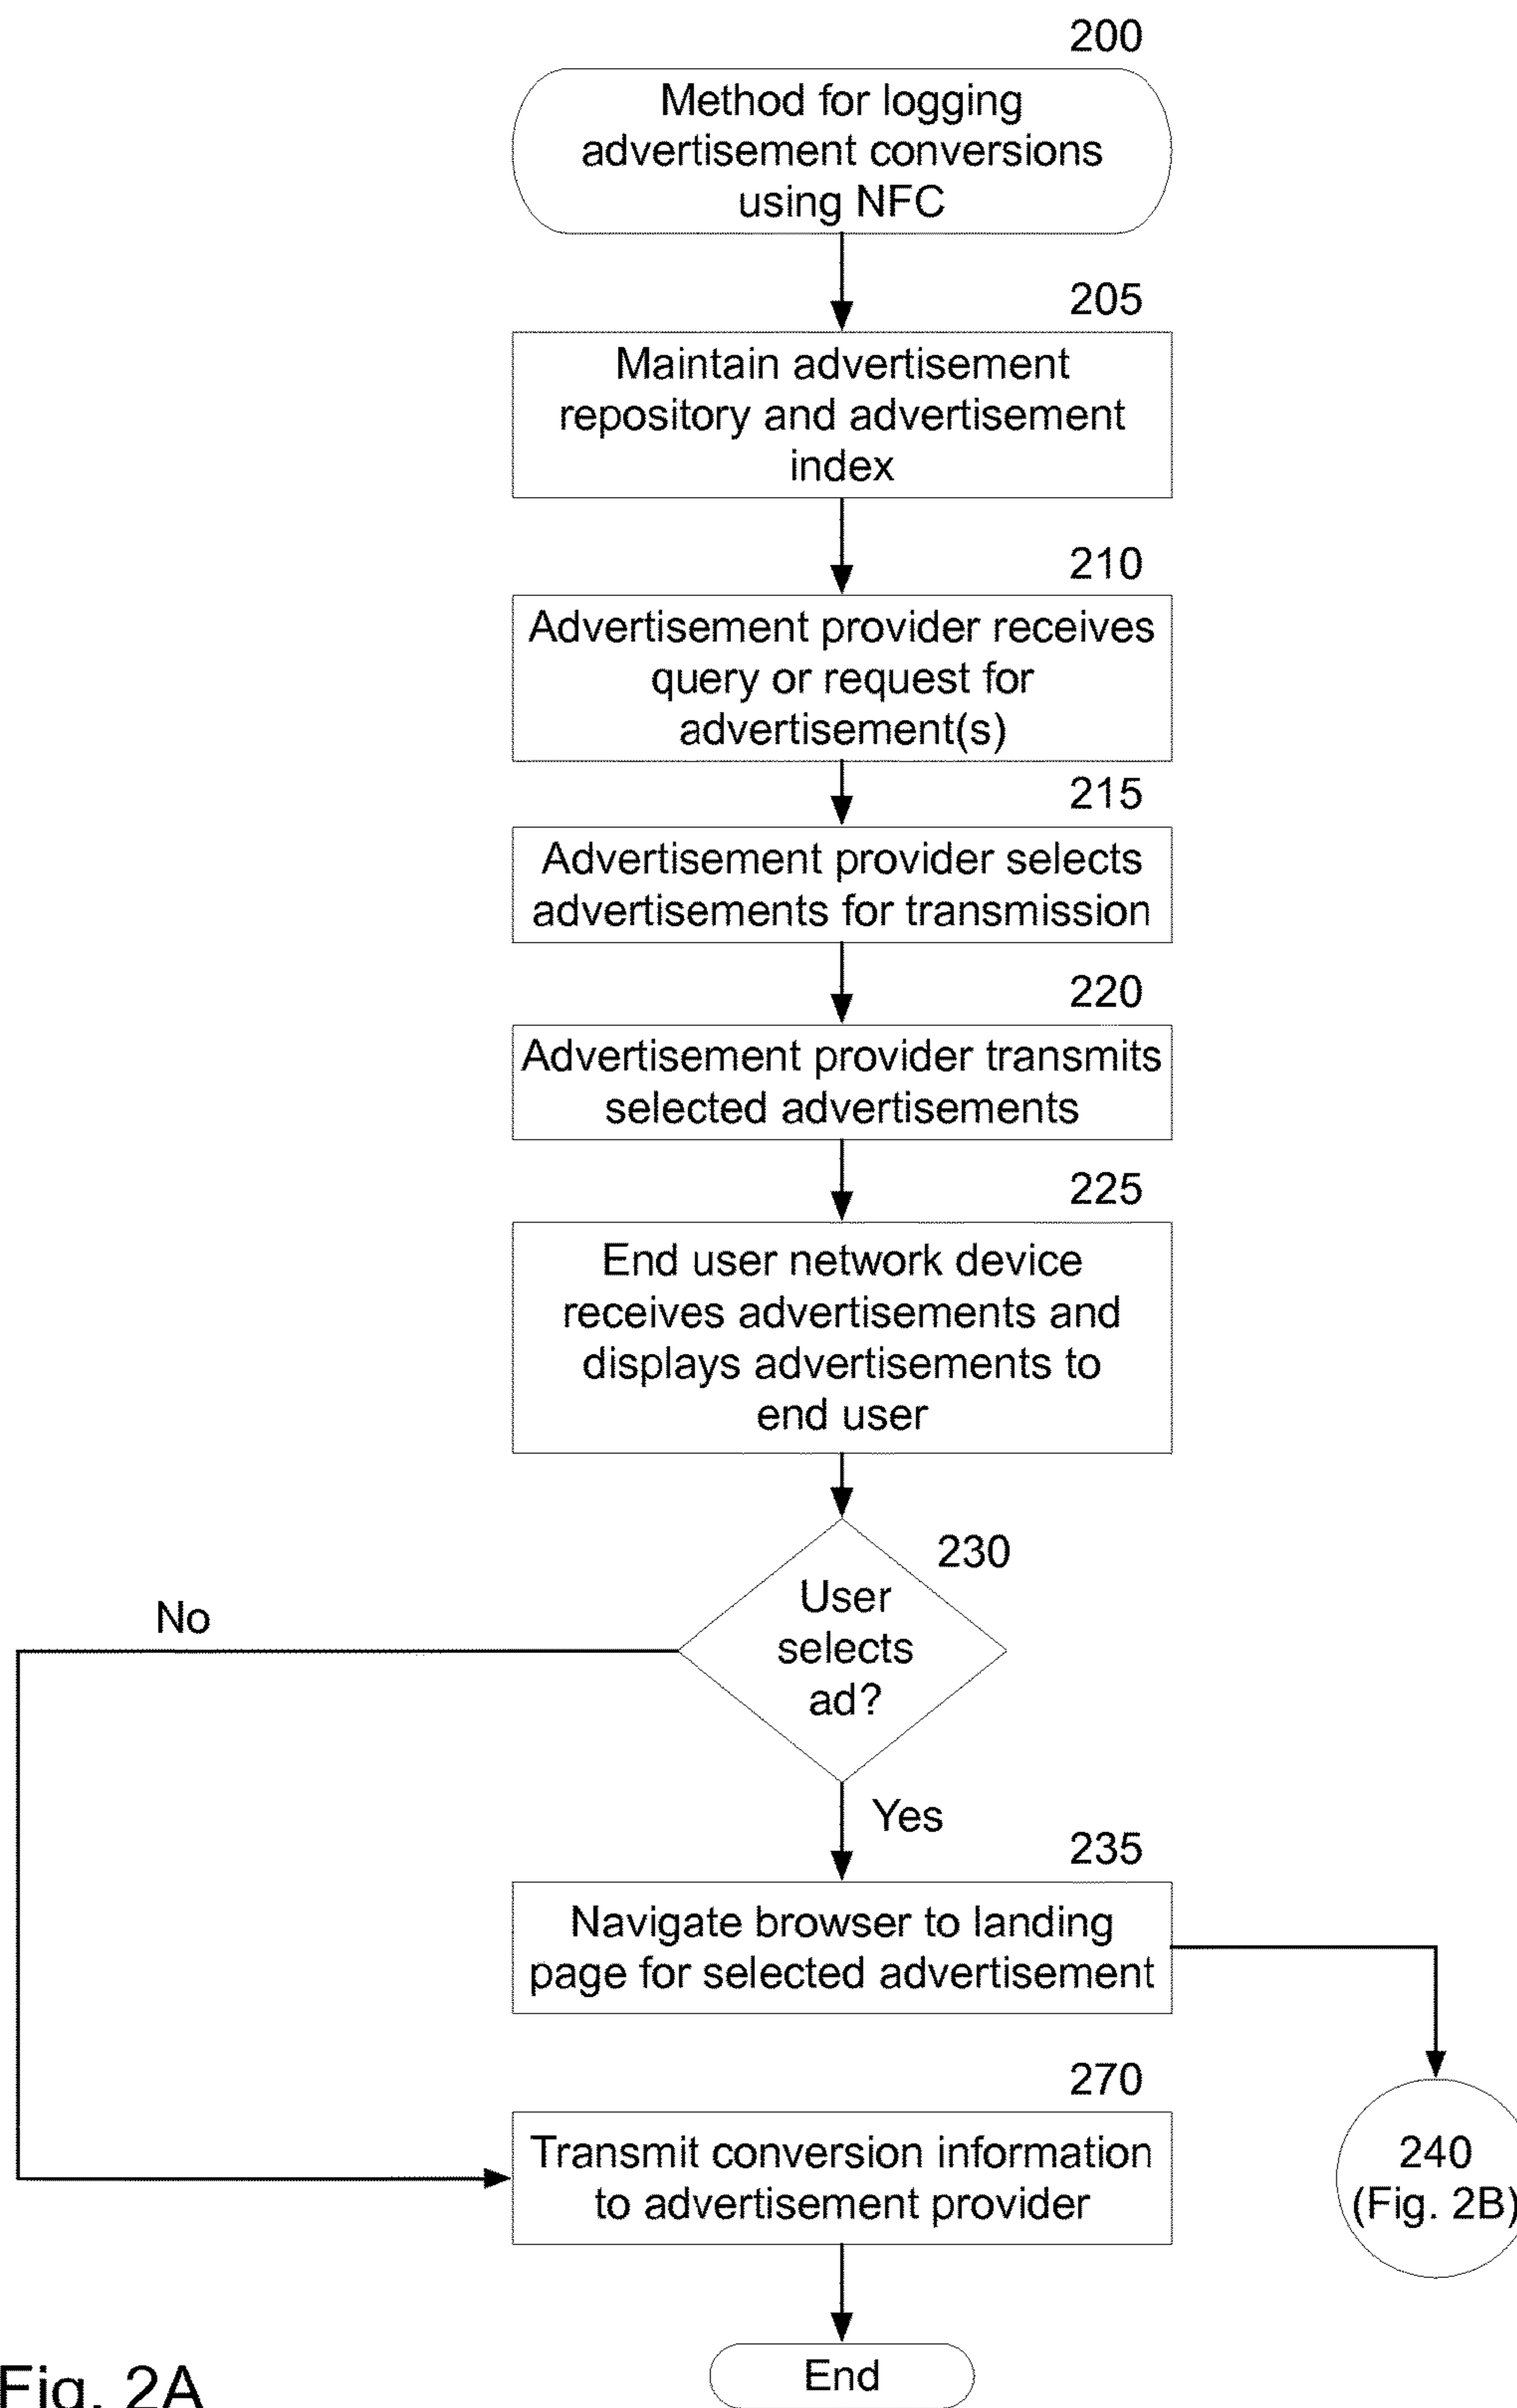 200
Method for logging
advertisement conversions
using NFC
205
Maintain advertisement
repository and advertisement
index
210
Advertisement provider receives
query or request for
advertisement(s)
215
Advertisement provider selects
advertisements for transmission
220
Advertisement provider transmits
selected advertisements
225
End user network device
receives advertisements and
displays advertisements to
end user
230
User
selects
ad?
No
Yes
235
Navigate browser to landing
page for selected advertisement
270
Transmit conversion information
to advertisement provider
240
(Fig. 2B)
End
Fig. 2A